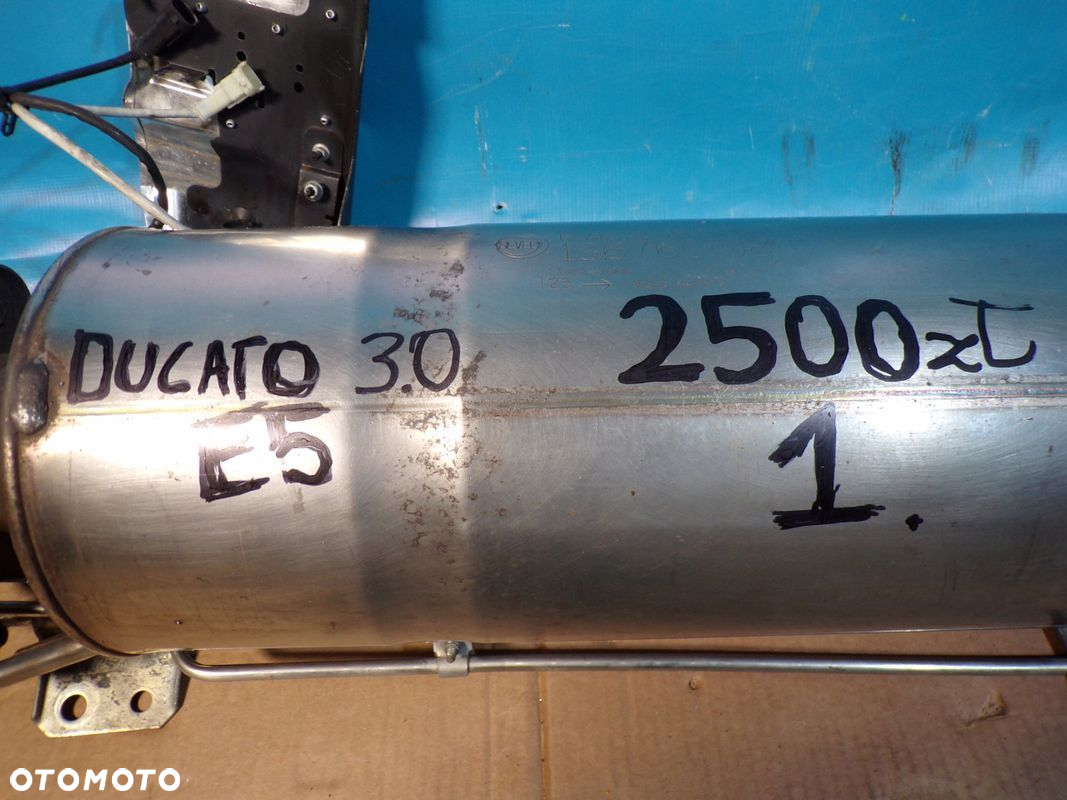 DUCATO 3.0
E5
2500zł
1.
OTOMOTO